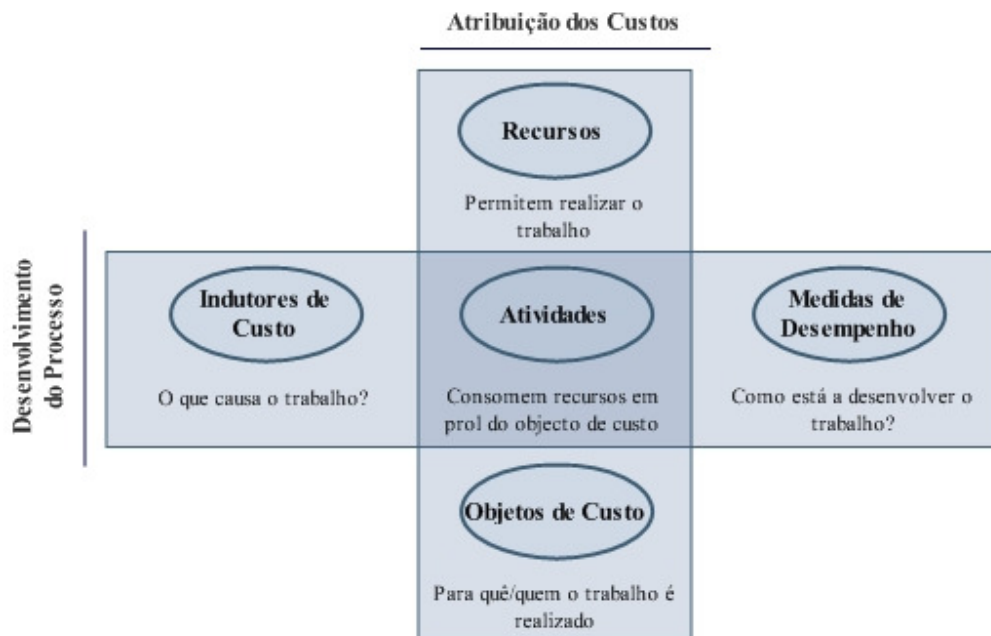 Atribuição dos Custos
Recursos
Permitem realizar o
trabalho
Desenvolvimento
do Processo
Indutores de
Custo
O que causa o trabalho?
Atividades
Consomem recursos em
prol do objecto de custo
Medidas de
Desempenho
Como está a desenvolver o
trabalho?
Objetos de Custo
Para quê/quem o trabalho é
realizado